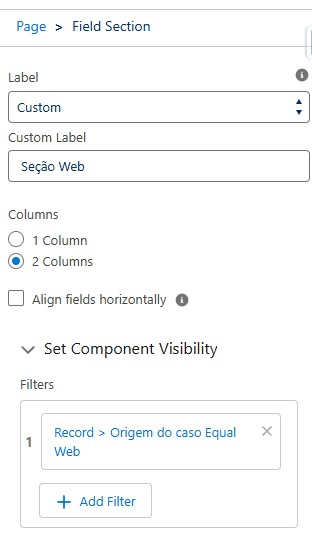 Page > Field Section
Label
Custom
Custom Label
Seção Web
Columns
1 Column
2 Columns
Align fields horizontally
Set Component Visibility
Filters
1
Record > Origem do caso Equal
Web
+ Add Filter